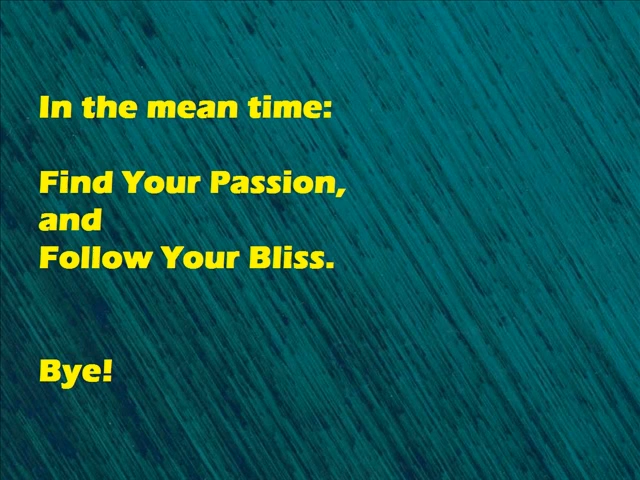 In the mean time:
Find Your Passion,
and
Follow Your Bliss.
Bye!